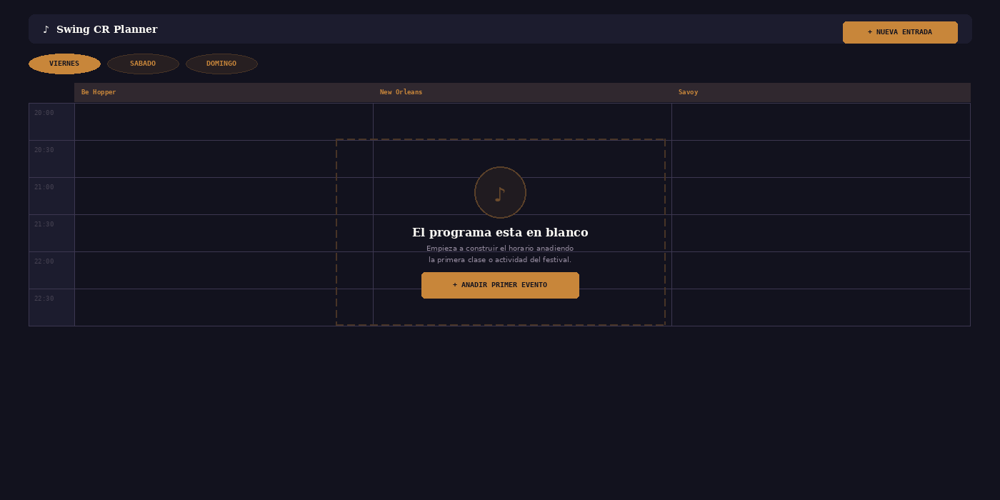 ♪ Swing CR Planner
+ NUEVA ENTRADA
VIERNES
SABADO
DOMINGO
Be Hopper
New Orleans
Savoy
20:00
20:30
21:00
21:30
22:00
22:30
♪
El programa esta en blanco
Empieza a construir el horario anadiendo
la primera clase o actividad del festival.
+ ANADIR PRIMER EVENTO